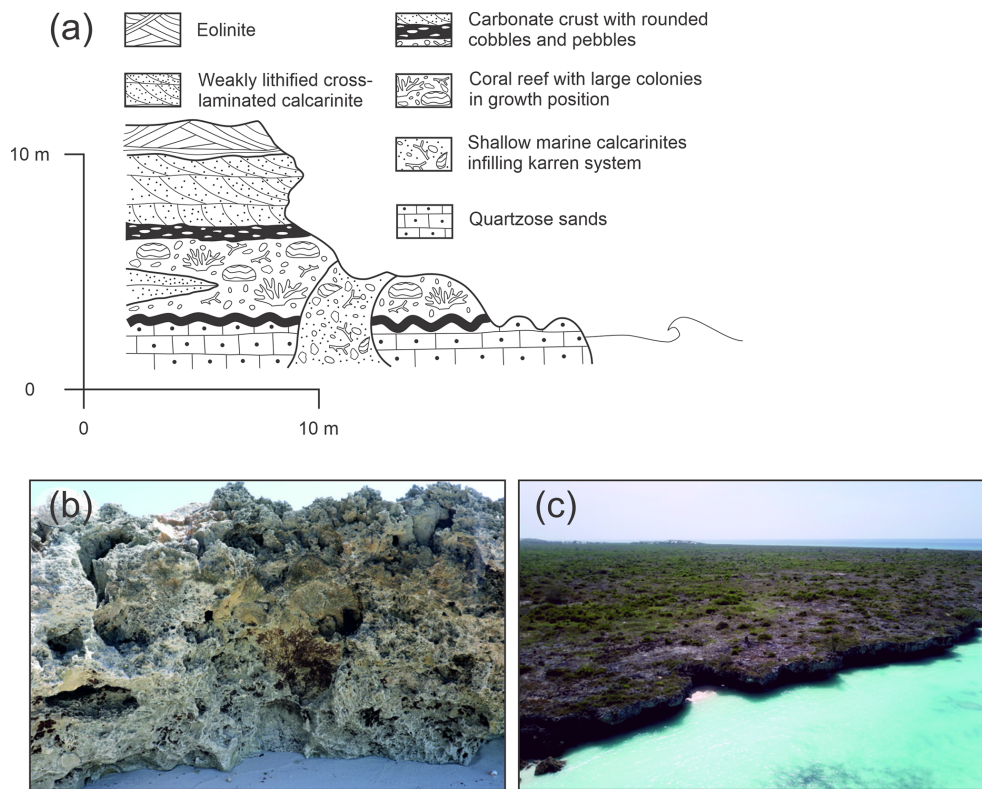 (a)
Eolinite
Weakly lithified cross-
laminated calcarinite
Carbonate crust with rounded
cobbles and pebbles
Coral reef with large colonies
in growth position
Shallow marine calcarinites
infilling karren system
Quartzose sands
10 m
0
0
10 m
(b)
(c)